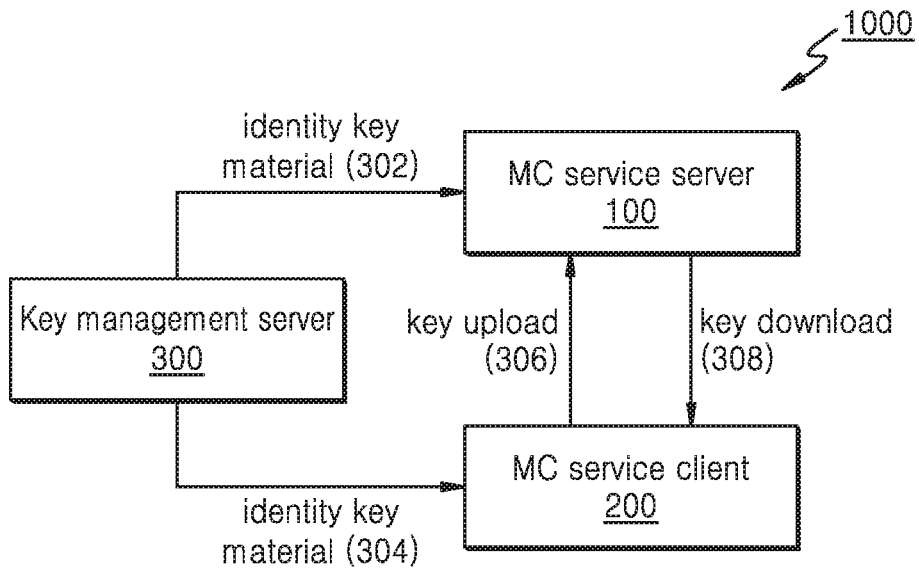 1000
identity key
material (302)
MC service server
100
Key management server
300
key upload
(306)
key download
(308)
MC service client
200
identity key
material (304)